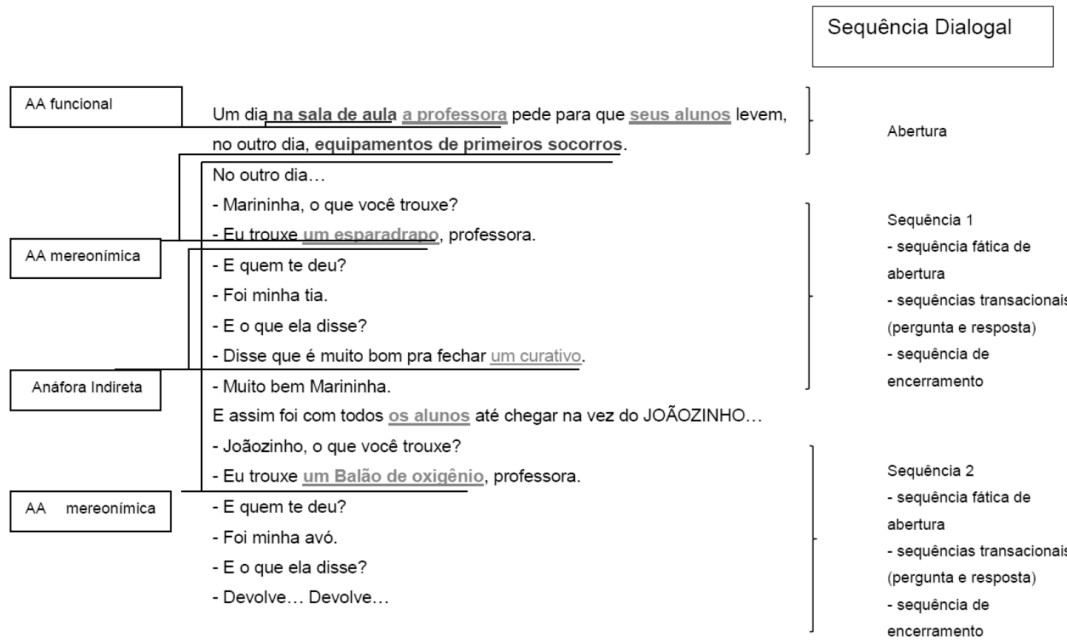 Sequência Dialogal
AA funcional
Um dia na sala de aula a professora pede para que seus alunos levem,
no outro dia, equipamentos de primeiros socorros.
Abertura
No outro dia…
- Marininha, o que você trouxe?
- Eu trouxe um esparadrapo, professora.
- E quem te deu?
- Foi minha tia.
- E o que ela disse?
- Disse que é muito bom pra fechar um curativo.
- Muito bem Marininha.
AA mereonímica
Anáfora Indireta
Sequência 1
- sequência fática de
abertura
- sequências transacionais
(pergunta e resposta)
- sequência de
encerramento
E assim foi com todos os alunos até chegar na vez do JOÃOZINHO…
- Joãozinho, o que você trouxe?
- Eu trouxe um Balão de oxigênio, professora.
- E quem te deu?
- Foi minha avó.
- E o que ela disse?
- Devolve… Devolve…
AA mereonímica
Sequência 2
- sequência fática de
abertura
- sequências transacionais
(pergunta e resposta)
- sequência de
encerramento